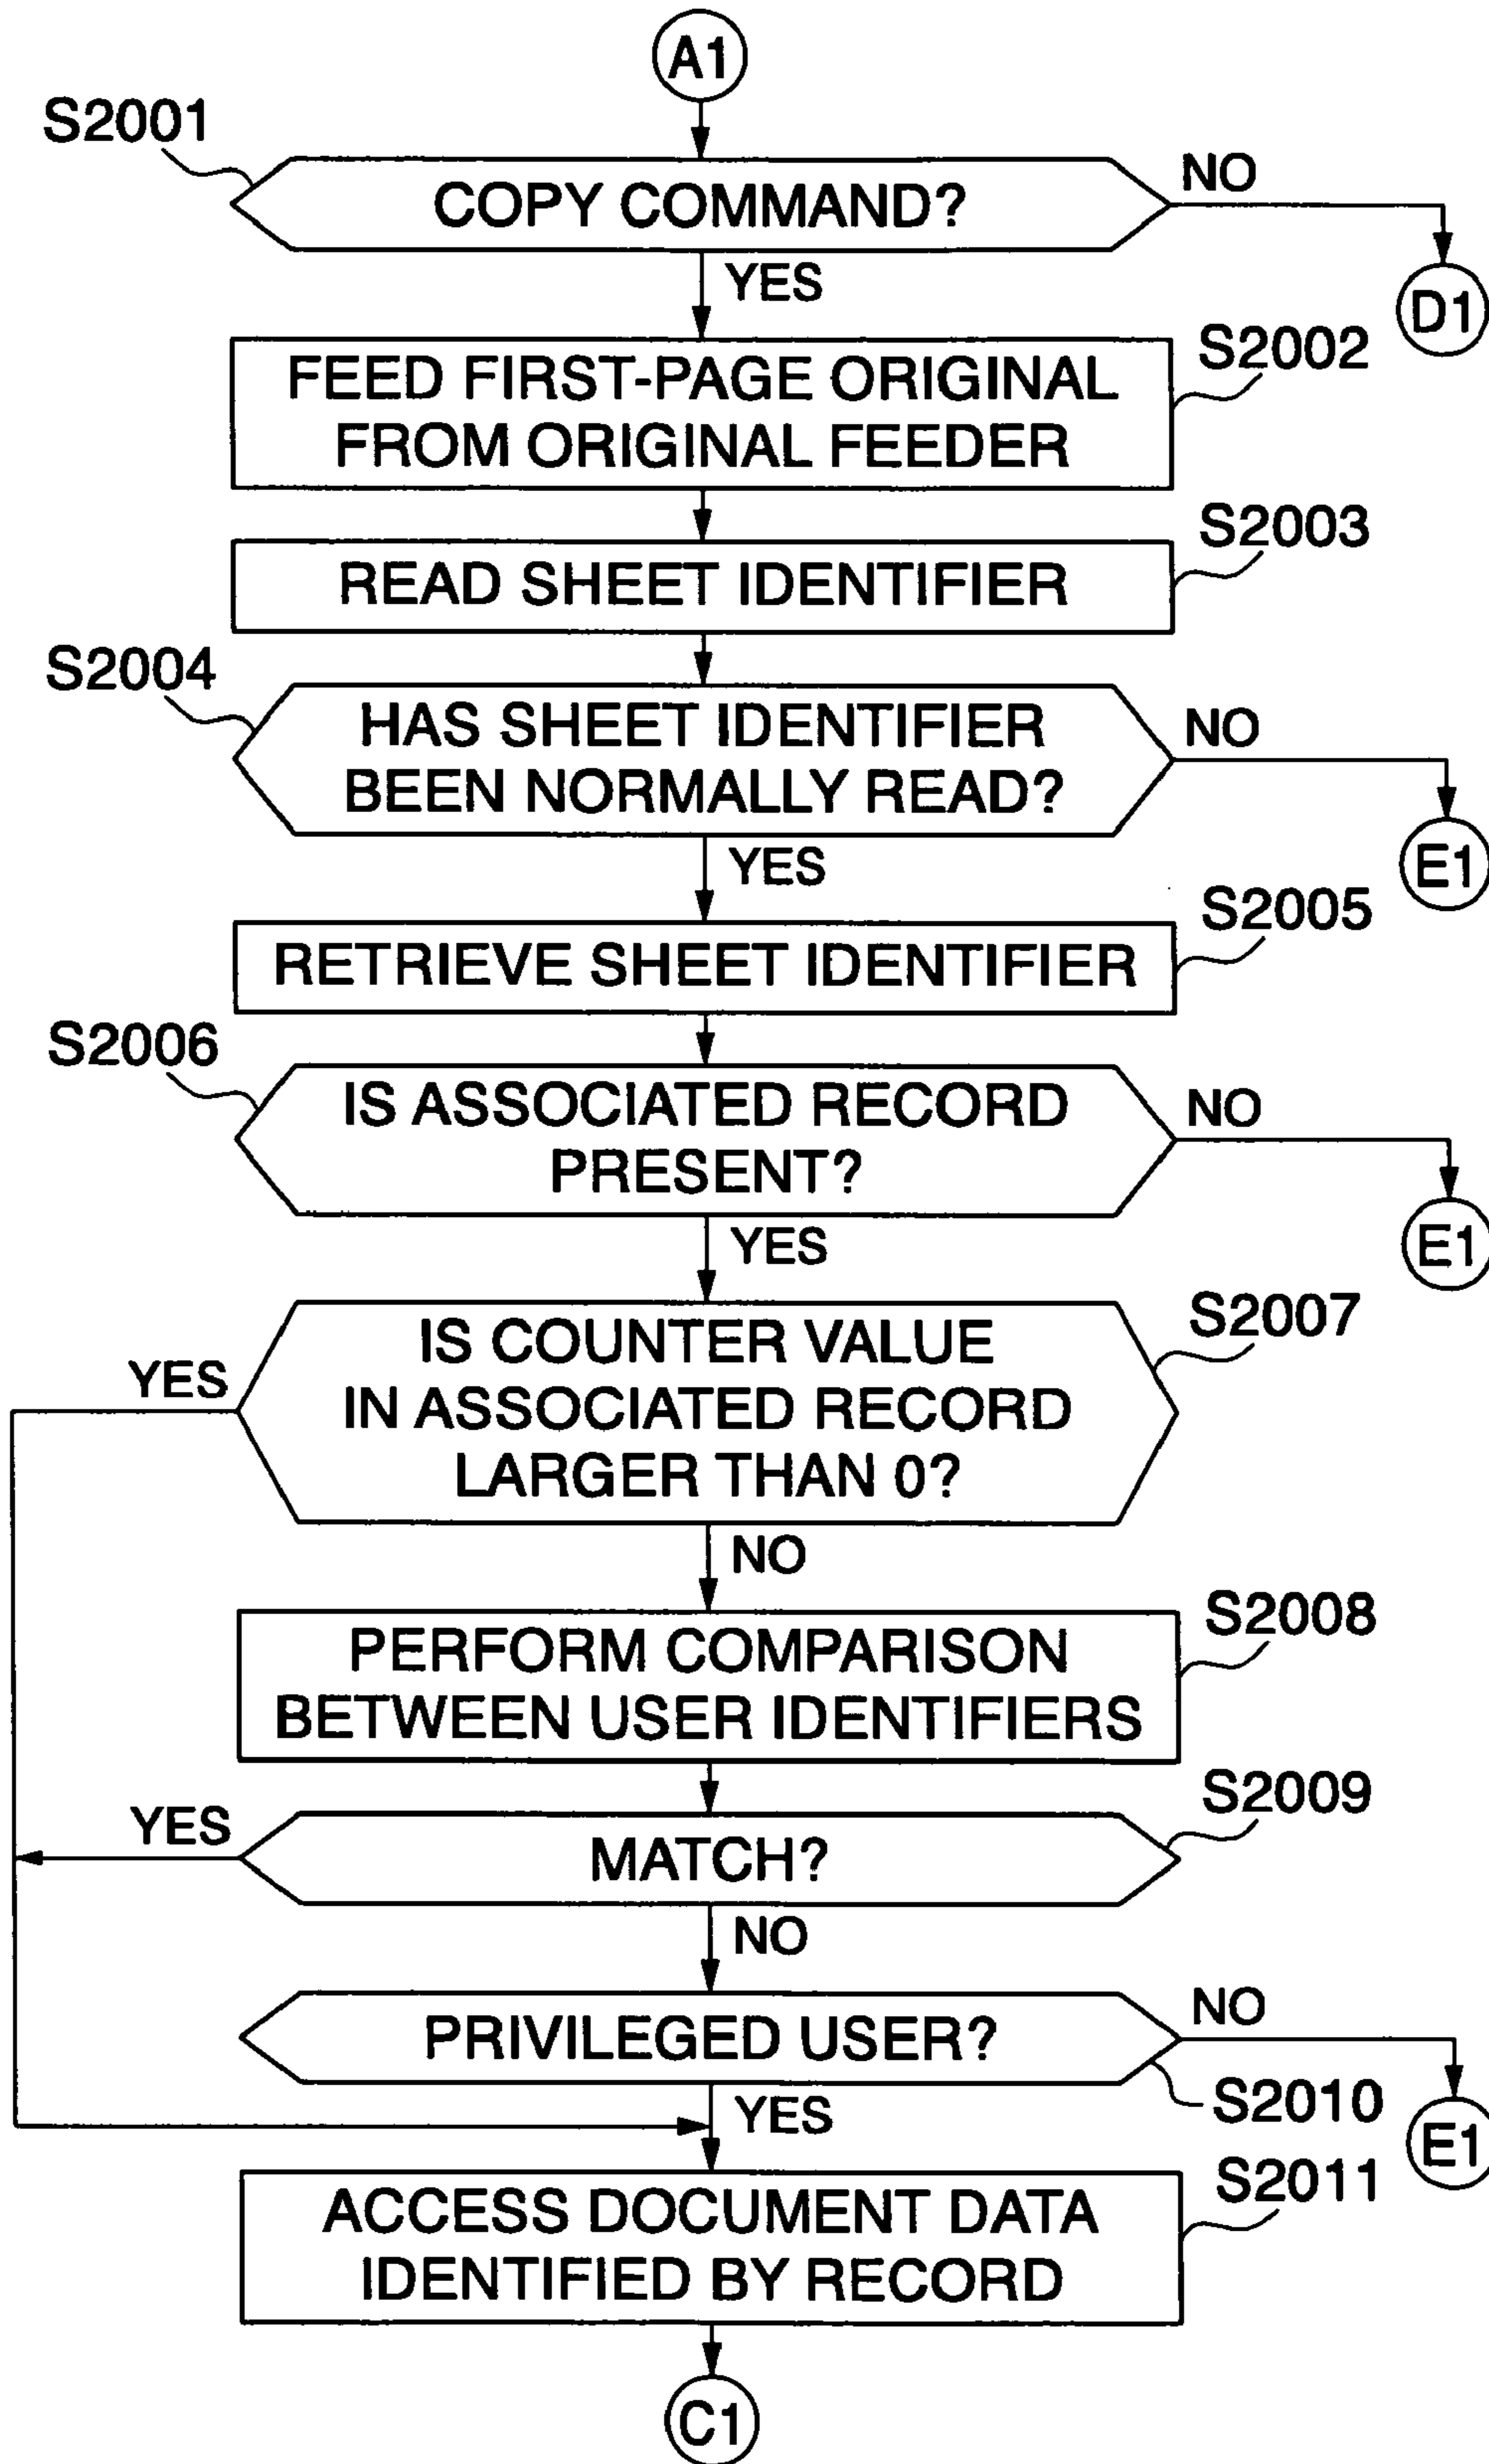 A1
S2001
COPY COMMAND?
NO
YES
D1
S2002
FEED FIRST-PAGE ORIGINAL
FROM ORIGINAL FEEDER
S2003
READ SHEET IDENTIFIER
S2004
HAS SHEET IDENTIFIER
BEEN NORMALLY READ?
NO
YES
E1
S2005
RETRIEVE SHEET IDENTIFIER
S2006
IS ASSOCIATED RECORD
PRESENT?
NO
YES
E1
S2007
IS COUNTER VALUE
IN ASSOCIATED RECORD
LARGER THAN 0?
YES
NO
S2008
PERFORM COMPARISON
BETWEEN USER IDENTIFIERS
S2009
YES
MATCH?
NO
PRIVILEGED USER?
NO
S2010
YES
E1
S2011
ACCESS DOCUMENT DATA
IDENTIFIED BY RECORD
C1